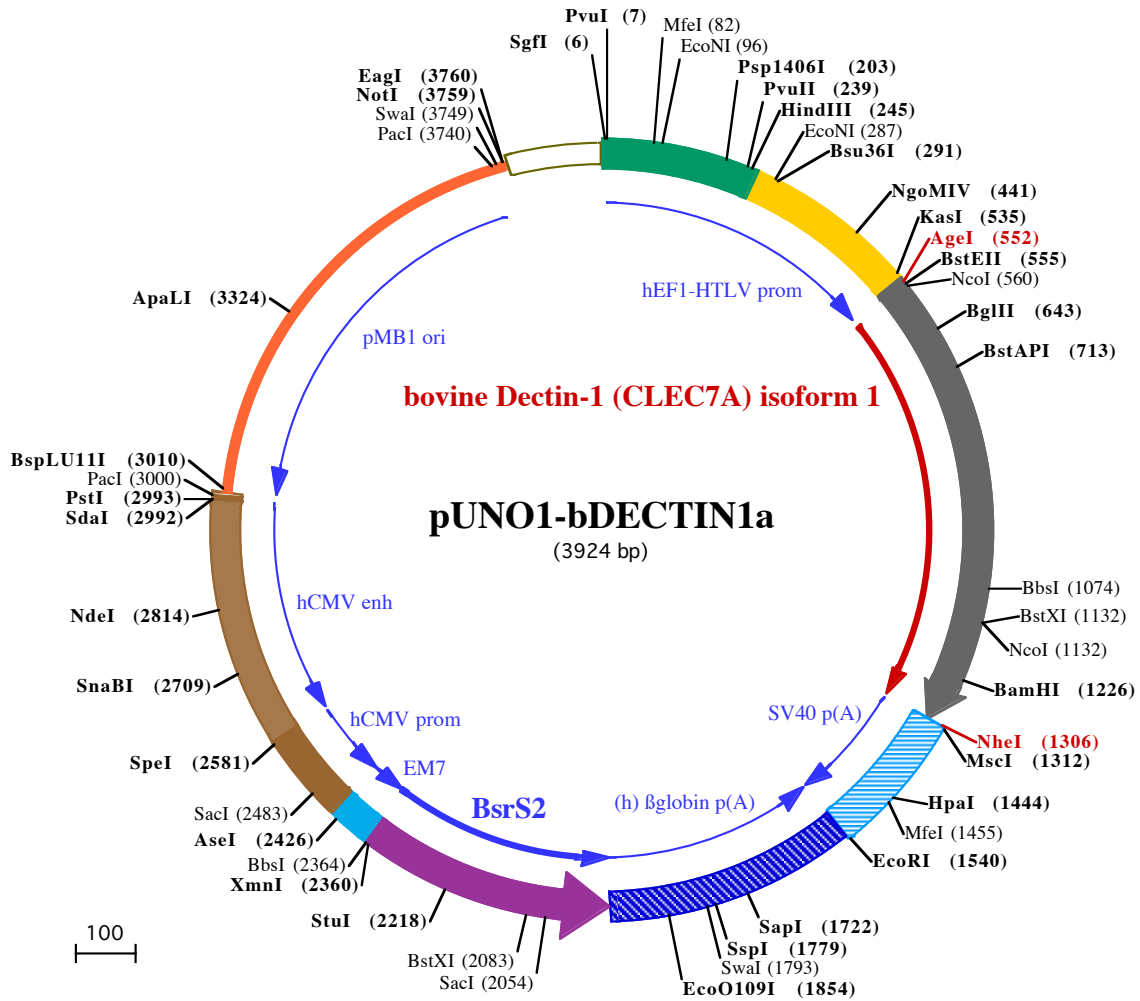 PvuI (7)
SgfI (6)
MfeI (82)
EcoNI (96)
Psp1406I (203)
PvuII (239)
HindIII (245)
EcoNI (287)
Bsu36I (291)
NgoMIV (441)
KasI (535)
AgeI (552)
BstEII (555)
NcoI (560)
BglII (643)
BstAPI (713)
BbsI (1074)
BstXI (1132)
NcoI (1132)
BamHI (1226)
NheI (1306)
MscI (1312)
HpaI (1444)
MfeI (1455)
EcoRI (1540)
SapI (1722)
SspI (1779)
SwaI (1793)
EcoO109I (1854)
SacI (2054)
BstXI (2083)
StuI (2218)
XmnI (2360)
BbsI (2364)
AseI (2426)
SacI (2483)
SpeI (2581)
SnaBI (2709)
NdeI (2814)
SdaI (2992)
PstI (2993)
PacI (3000)
BspLU11I (3010)
ApaLI (3324)
PacI (3740)
SwaI (3749)
NotI (3759)
EagI (3760)
hEF1-HTLV prom
pMB1 ori
bovine Dectin-1 (CLEC7A) isoform 1
pUNO1-bDECTIN1a
(3924 bp)
hCMV enh
hCMV prom
EM7
BsrS2
(h) ßglobin p(A)
SV40 p(A)
100